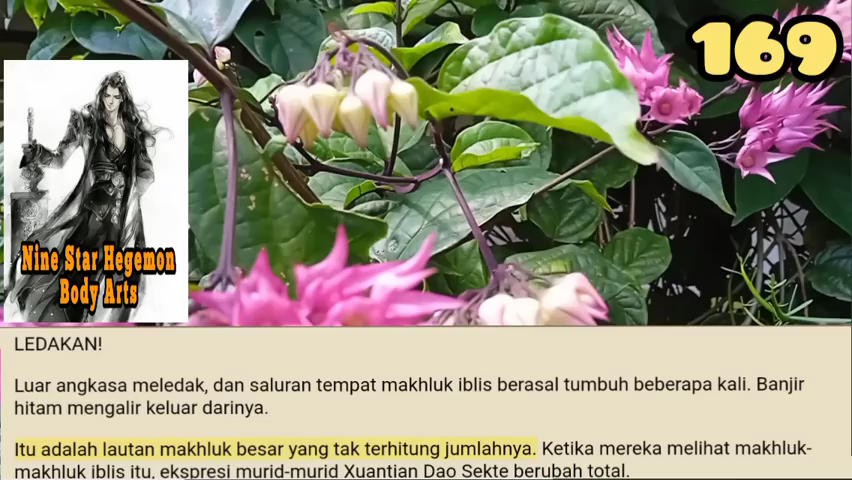 169
Nine Star Hegemon
Body Arts
LEDAKAN!
Luar angkasa meledak, dan saluran tempat makhluk iblis berasal tumbuh beberapa kali. Banjir
hitam mengalir keluar darinya.
Itu adalah lautan makhluk besar yang tak terhitung jumlahnya. Ketika mereka melihat makhluk-
makhluk iblis itu, ekspresi murid-murid Xuantian Dao Sekte berubah total.